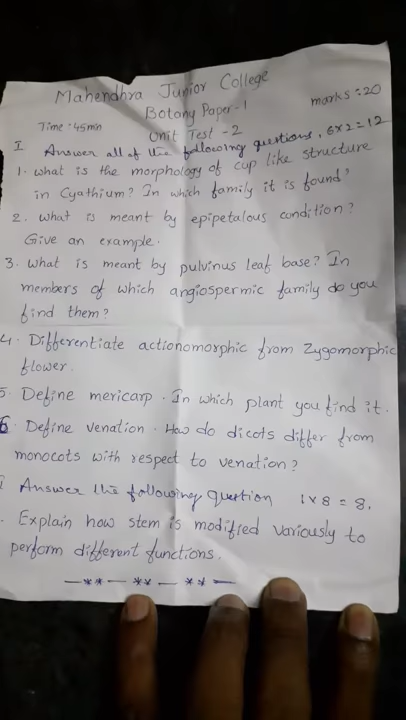 Mahendhra Junior College
Botany Paper-1
marks : 20
Time : 45min
Unit Test - 2
I Answer all of the following questions, 6x2=12
1. what is the morphology of cup like structure
in Cyathium? In which family it is found?
2. what is meant by epipetalous condition?
Give an example.
3. What is meant by pulvinus leaf base? In
members of which angiospermic family do you
find them?
4. Differentiate actionomorphic from Zygomorphic
flower.
5. Define mericarp. In which plant you find it.
6. Define venation. How do dicots differ from
monocots with respect to venation?
Answer the following question 1x8 = 8.
. Explain how stem is modified variously to
perform different functions.
—**— ** — ** —